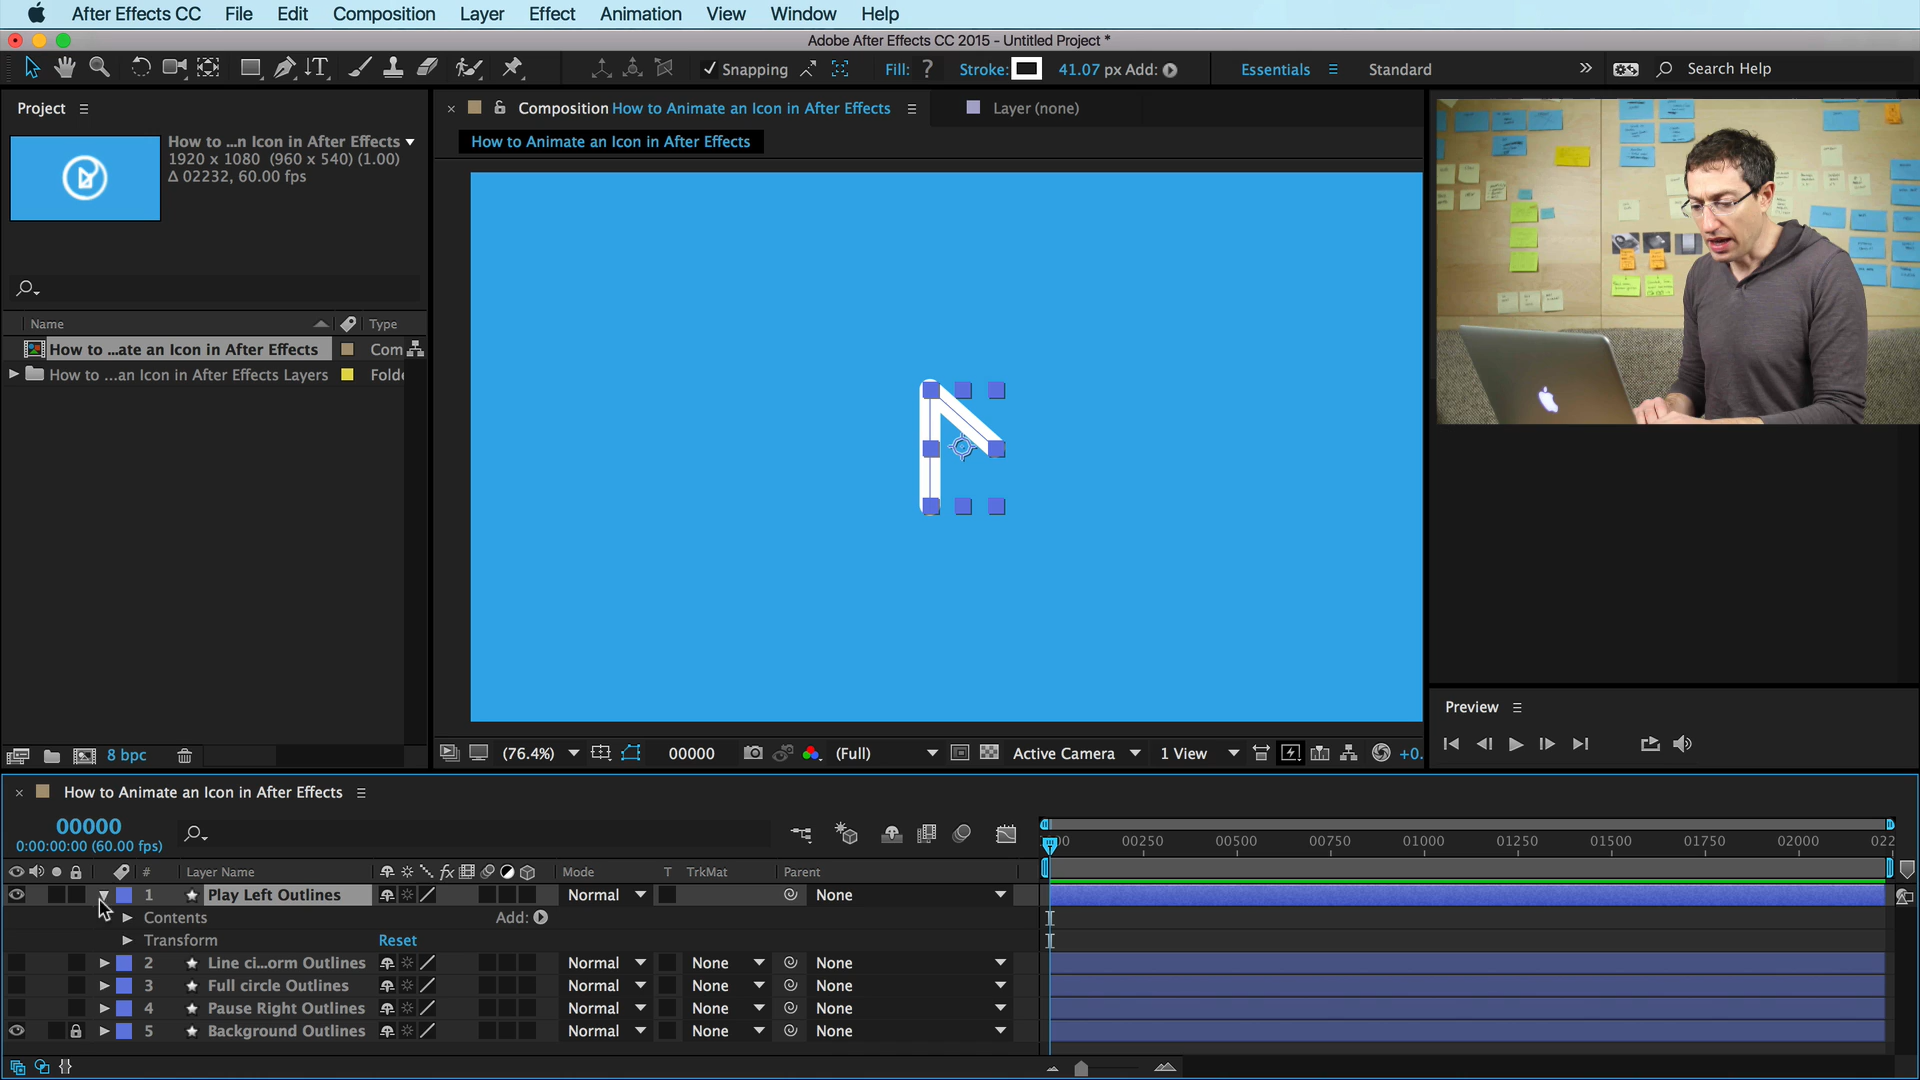 After Effects CC File Edit Composition Layer Effect Animation View Window Help
Adobe After Effects CC 2015 - Untitled Project *
Snapping
Fill: ?
Stroke: 41.07 px Add:
Essentials
Standard
Search Help
Project
How to ...n Icon in After Effects
1920 x 1080 (960 x 540) (1.00)
Δ 02232, 60.00 fps
Name Type
How to ...ate an Icon in After Effects Com
How to ...an Icon in After Effects Layers Folde
8 bpc
Composition How to Animate an Icon in After Effects
Layer (none)
How to Animate an Icon in After Effects
(76.4%) 00000 (Full) Active Camera 1 View +0.
Preview
How to Animate an Icon in After Effects
00000
0:00:00:00 (60.00 fps)
00250 00500 00750 01000 01250 01500 01750 02000 022
# Layer Name fx Mode T TrkMat Parent
1 Play Left Outlines Normal None
Contents Add:
Transform Reset
2 Line ci...orm Outlines Normal None None
3 Full circle Outlines Normal None None
4 Pause Right Outlines Normal None None
5 Background Outlines Normal None None